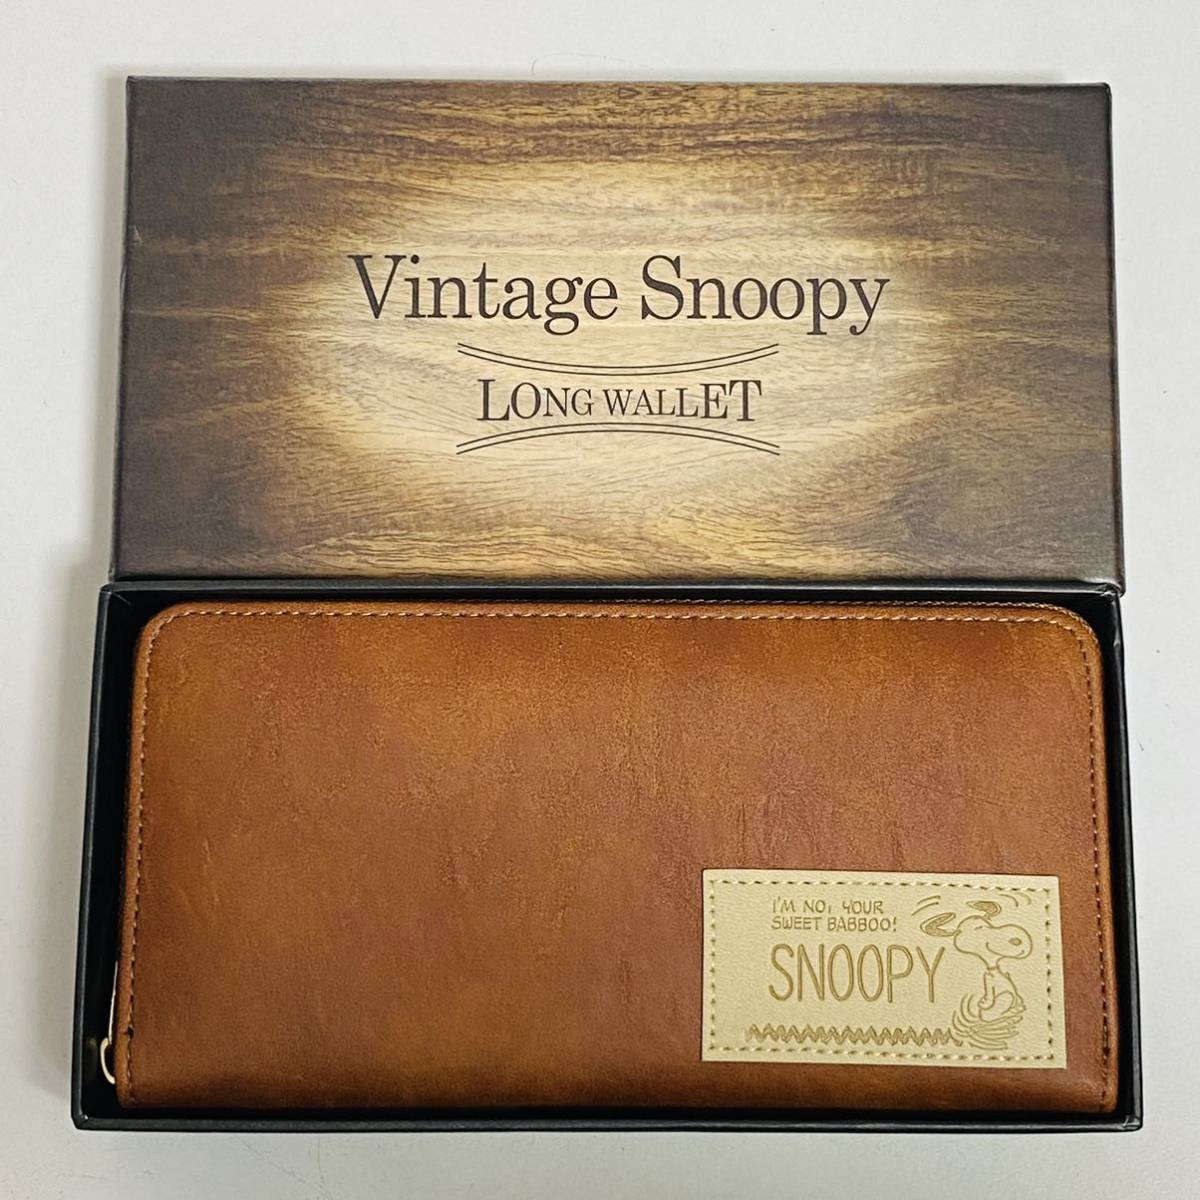 Vintage Snoopy
LONG WALLET
I'M NO, YOUR
SWEET BABBOO!
SNOOPY